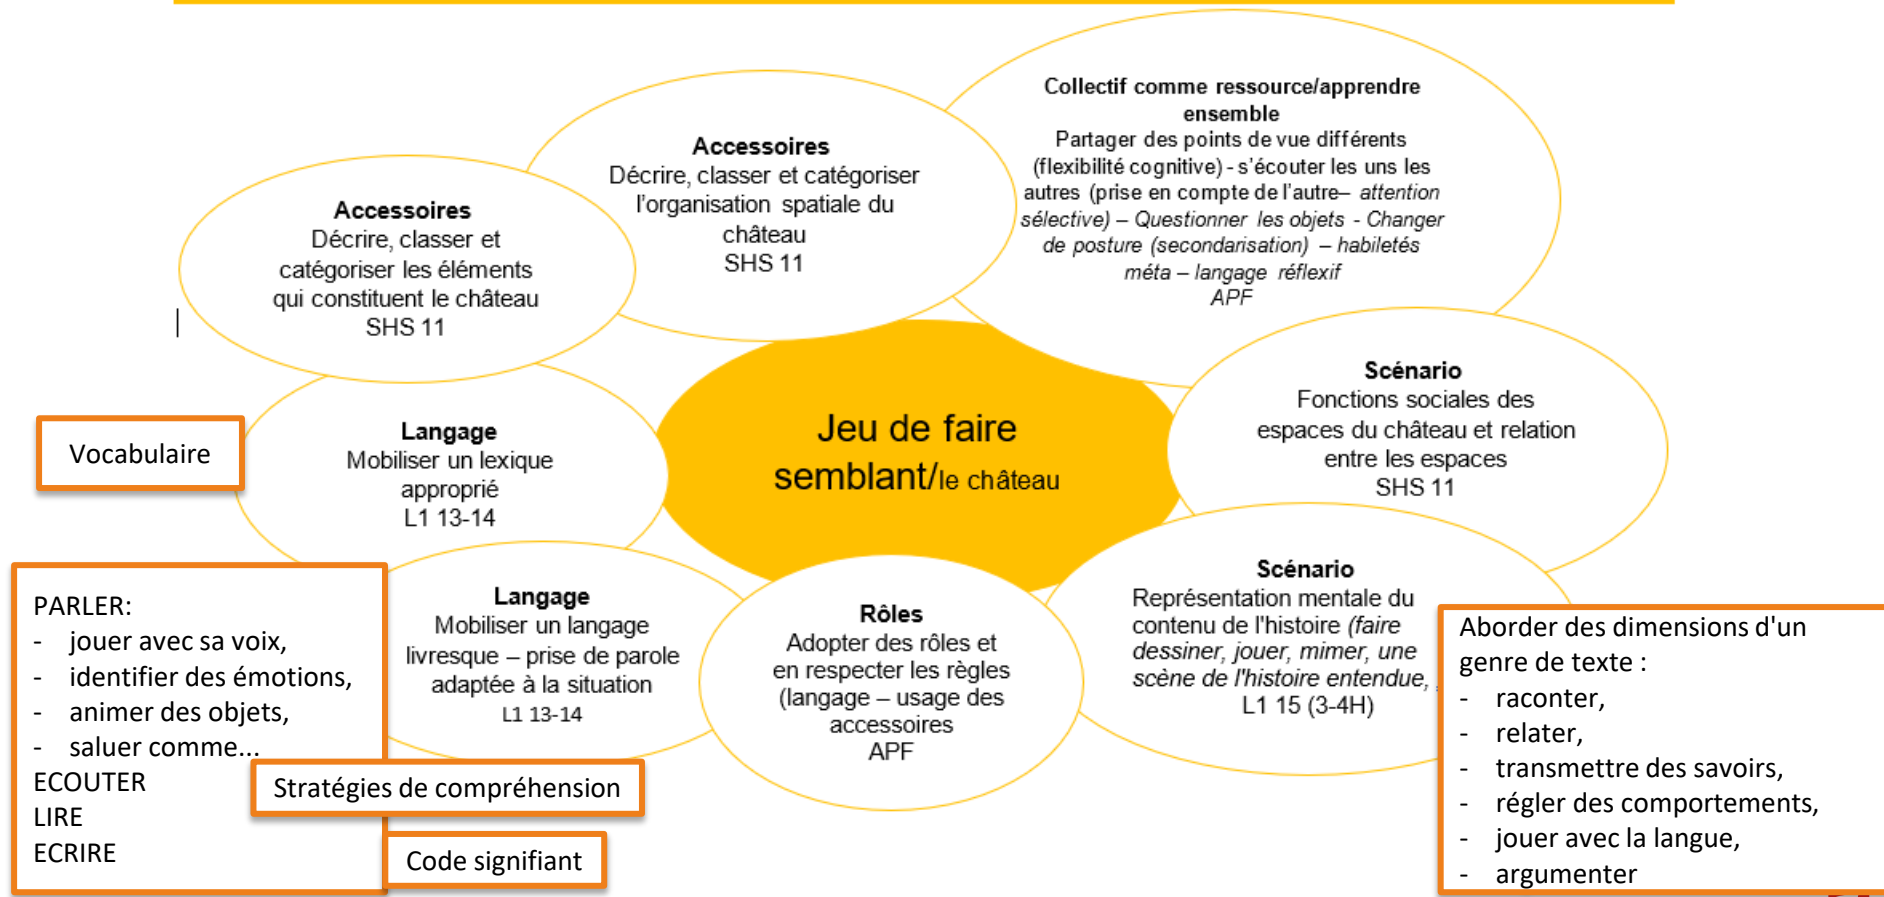 Collectif comme ressource/apprendre
ensemble
Partager des points de vue différents
(flexibilité cognitive) - s'écouter les uns les
autres (prise en compte de l'autre– attention
sélective) – Questionner les objets - Changer
de posture (secondarisation) – habiletés
méta – langage réflexif
APF
Accessoires
Décrire, classer et catégoriser
l'organisation spatiale du
château
SHS 11
Accessoires
Décrire, classer et
catégoriser les éléments
qui constituent le château
SHS 11
Scénario
Fonctions sociales des
espaces du château et relation
entre les espaces
SHS 11
Jeu de faire
semblant/le château
Vocabulaire
Langage
Mobiliser un lexique
approprié
L1 13-14
Langage
Mobiliser un langage
livresque – prise de parole
adaptée à la situation
L1 13-14
Rôles
Adopter des rôles et
en respecter les règles
(langage – usage des
accessoires
APF
Scénario
Représentation mentale du
contenu de l'histoire (faire
dessiner, jouer, mimer, une
scène de l'histoire entendue,
L1 15 (3-4H)
PARLER:
- jouer avec sa voix,
- identifier des émotions,
- animer des objets,
- saluer comme...
ECOUTER
LIRE
ECRIRE
Stratégies de compréhension
Code signifiant
Aborder des dimensions d'un
genre de texte :
- raconter,
- relater,
- transmettre des savoirs,
- régler des comportements,
- jouer avec la langue,
- argumenter